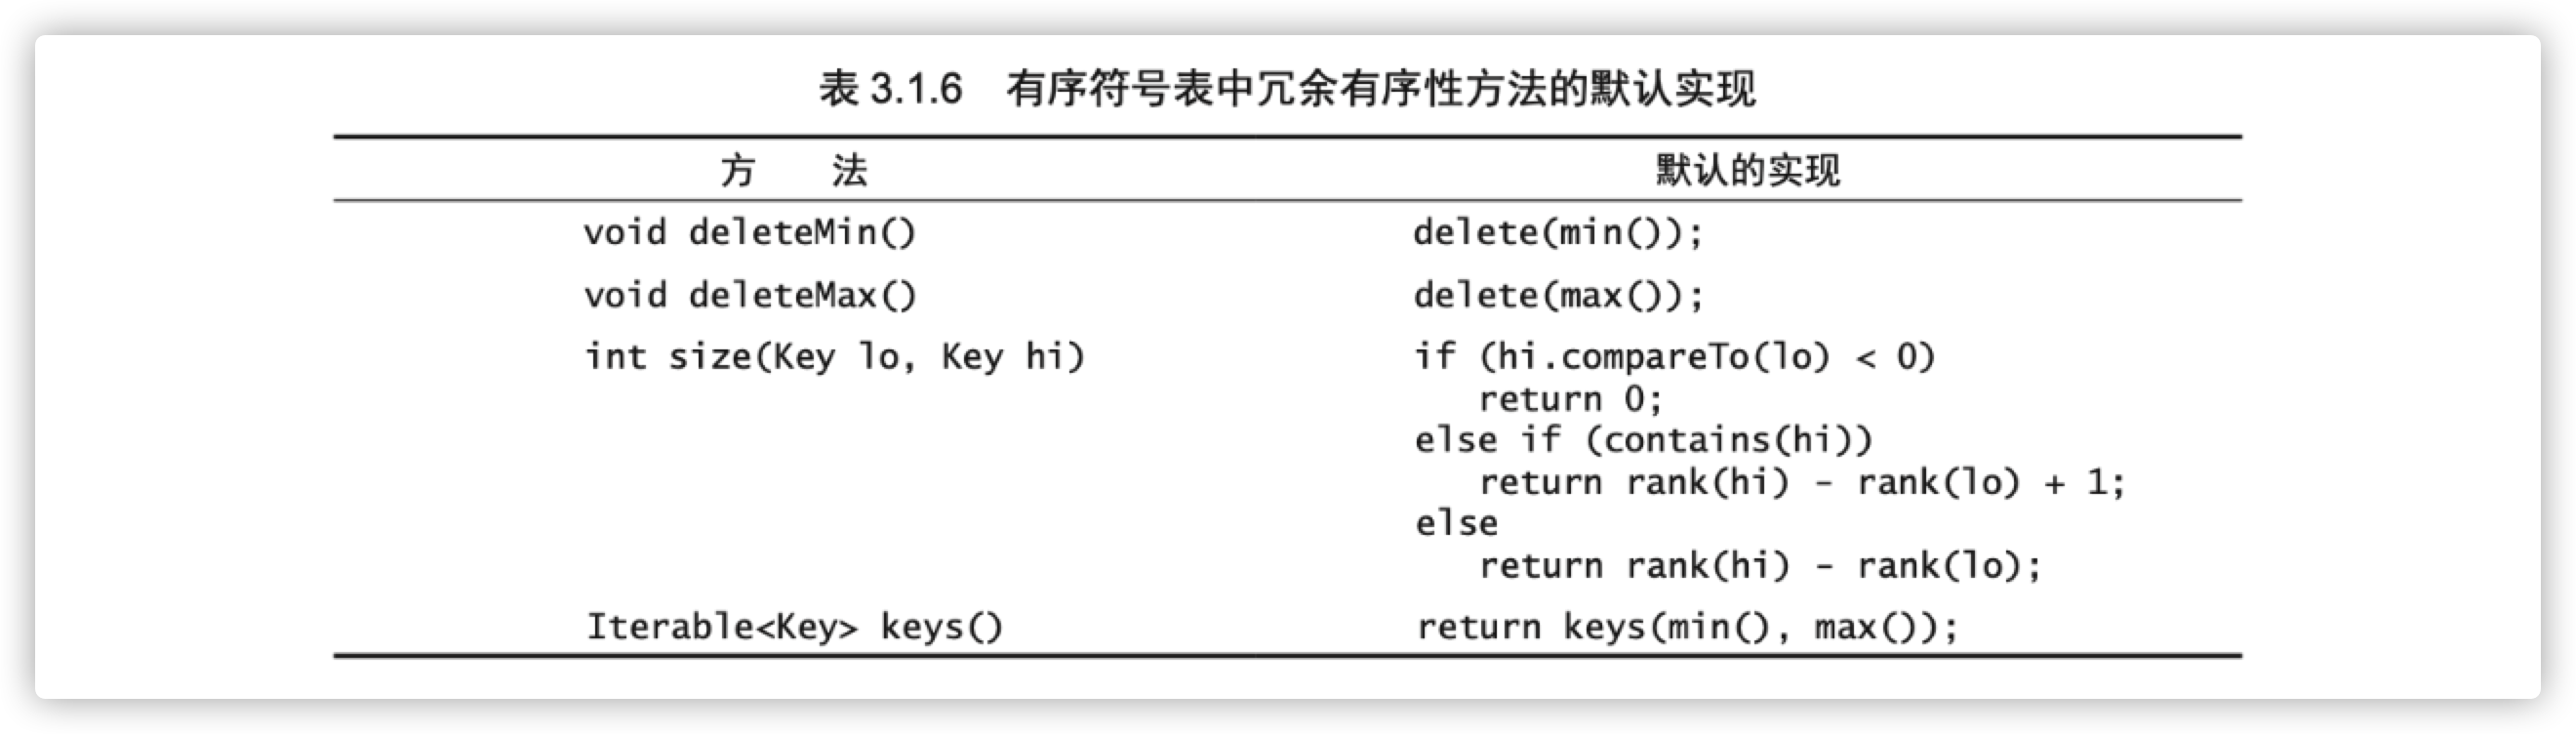 表 3.1.6 有序符号表中冗余有序性方法的默认实现
方 法 默认的实现
void deleteMin() delete(min());
void deleteMax() delete(max());
int size(Key lo, Key hi) if (hi.compareTo(lo) < 0)
return 0;
else if (contains(hi))
return rank(hi) - rank(lo) + 1;
else
return rank(hi) - rank(lo);
Iterable<Key> keys() return keys(min(), max());